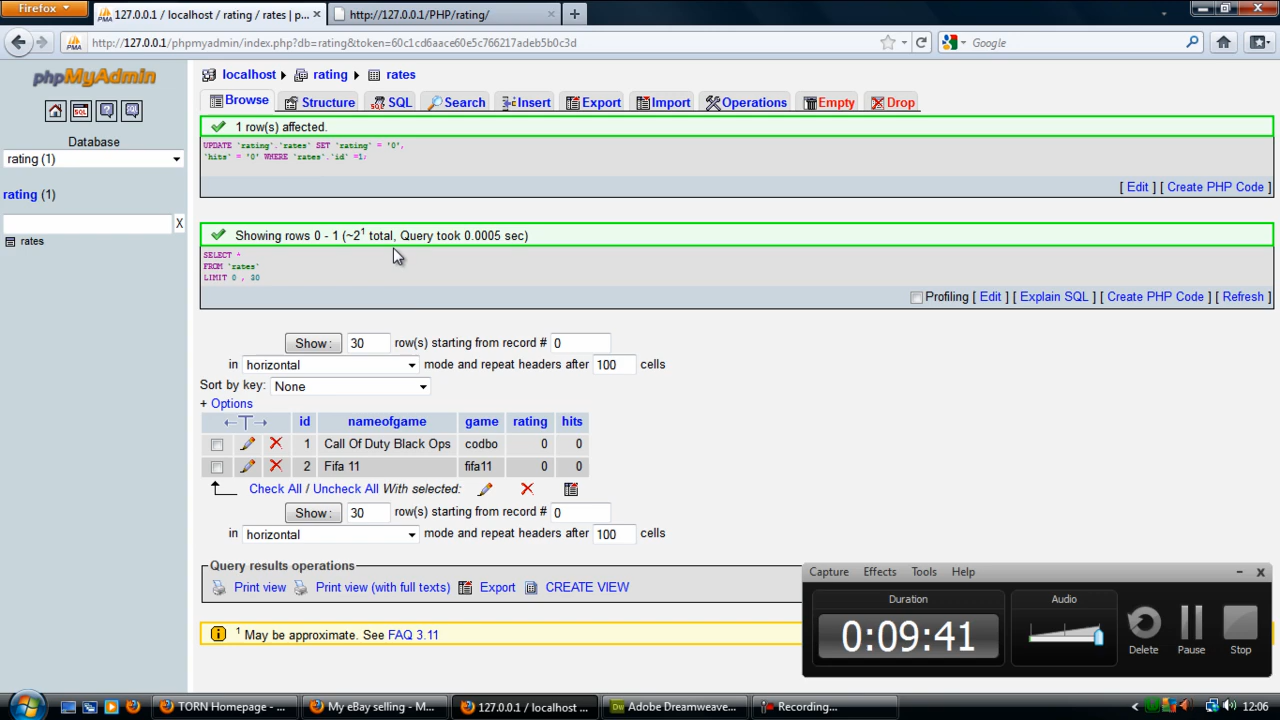 Firefox
127.0.0.1 / localhost / rating / rates | p... ×
http://127.0.0.1/PHP/rating/ ×
http://127.0.0.1/phpmyadmin/index.php?db=rating&token=60c1cd6aace60e5c766217adeb5b0c3d
Google
phpMyAdmin
Database
rating (1)
rating (1)
X
rates
localhost rating rates
Browse Structure SQL Search Insert Export Import Operations Empty Drop
1 row(s) affected.
UPDATE `rating`.`rates` SET `rating` = '0',
`hits` = '0' WHERE `rates`.`id` =1;
[ Edit ] [ Create PHP Code ]
Showing rows 0 - 1 (~2¹ total, Query took 0.0005 sec)
SELECT *
FROM `rates`
LIMIT 0 , 30
Profiling [ Edit ] [ Explain SQL ] [ Create PHP Code ] [ Refresh ]
Show : 30 row(s) starting from record # 0
in horizontal mode and repeat headers after 100 cells
Sort by key: None
+ Options
←T→ id nameofgame game rating hits
1 Call Of Duty Black Ops codbo 0 0
2 Fifa 11 fifa11 0 0
Check All / Uncheck All With selected:
Show : 30 row(s) starting from record # 0
in horizontal mode and repeat headers after 100 cells
Query results operations
Print view Print view (with full texts) Export CREATE VIEW
¹ May be approximate. See FAQ 3.11
Capture Effects Tools Help
Duration Audio
0:09:41
Delete Pause Stop
TORN Homepage - ... My eBay selling - M... 127.0.0.1 / localhost ... Adobe Dreamweave... Recording... 12:06